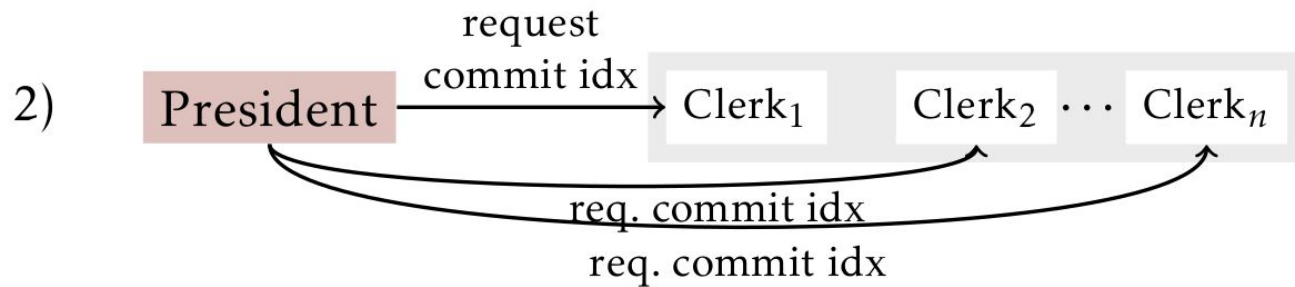 request
commit idx
2)
President
Clerk₁
Clerk₂
···
Clerkₙ
req. commit idx
req. commit idx